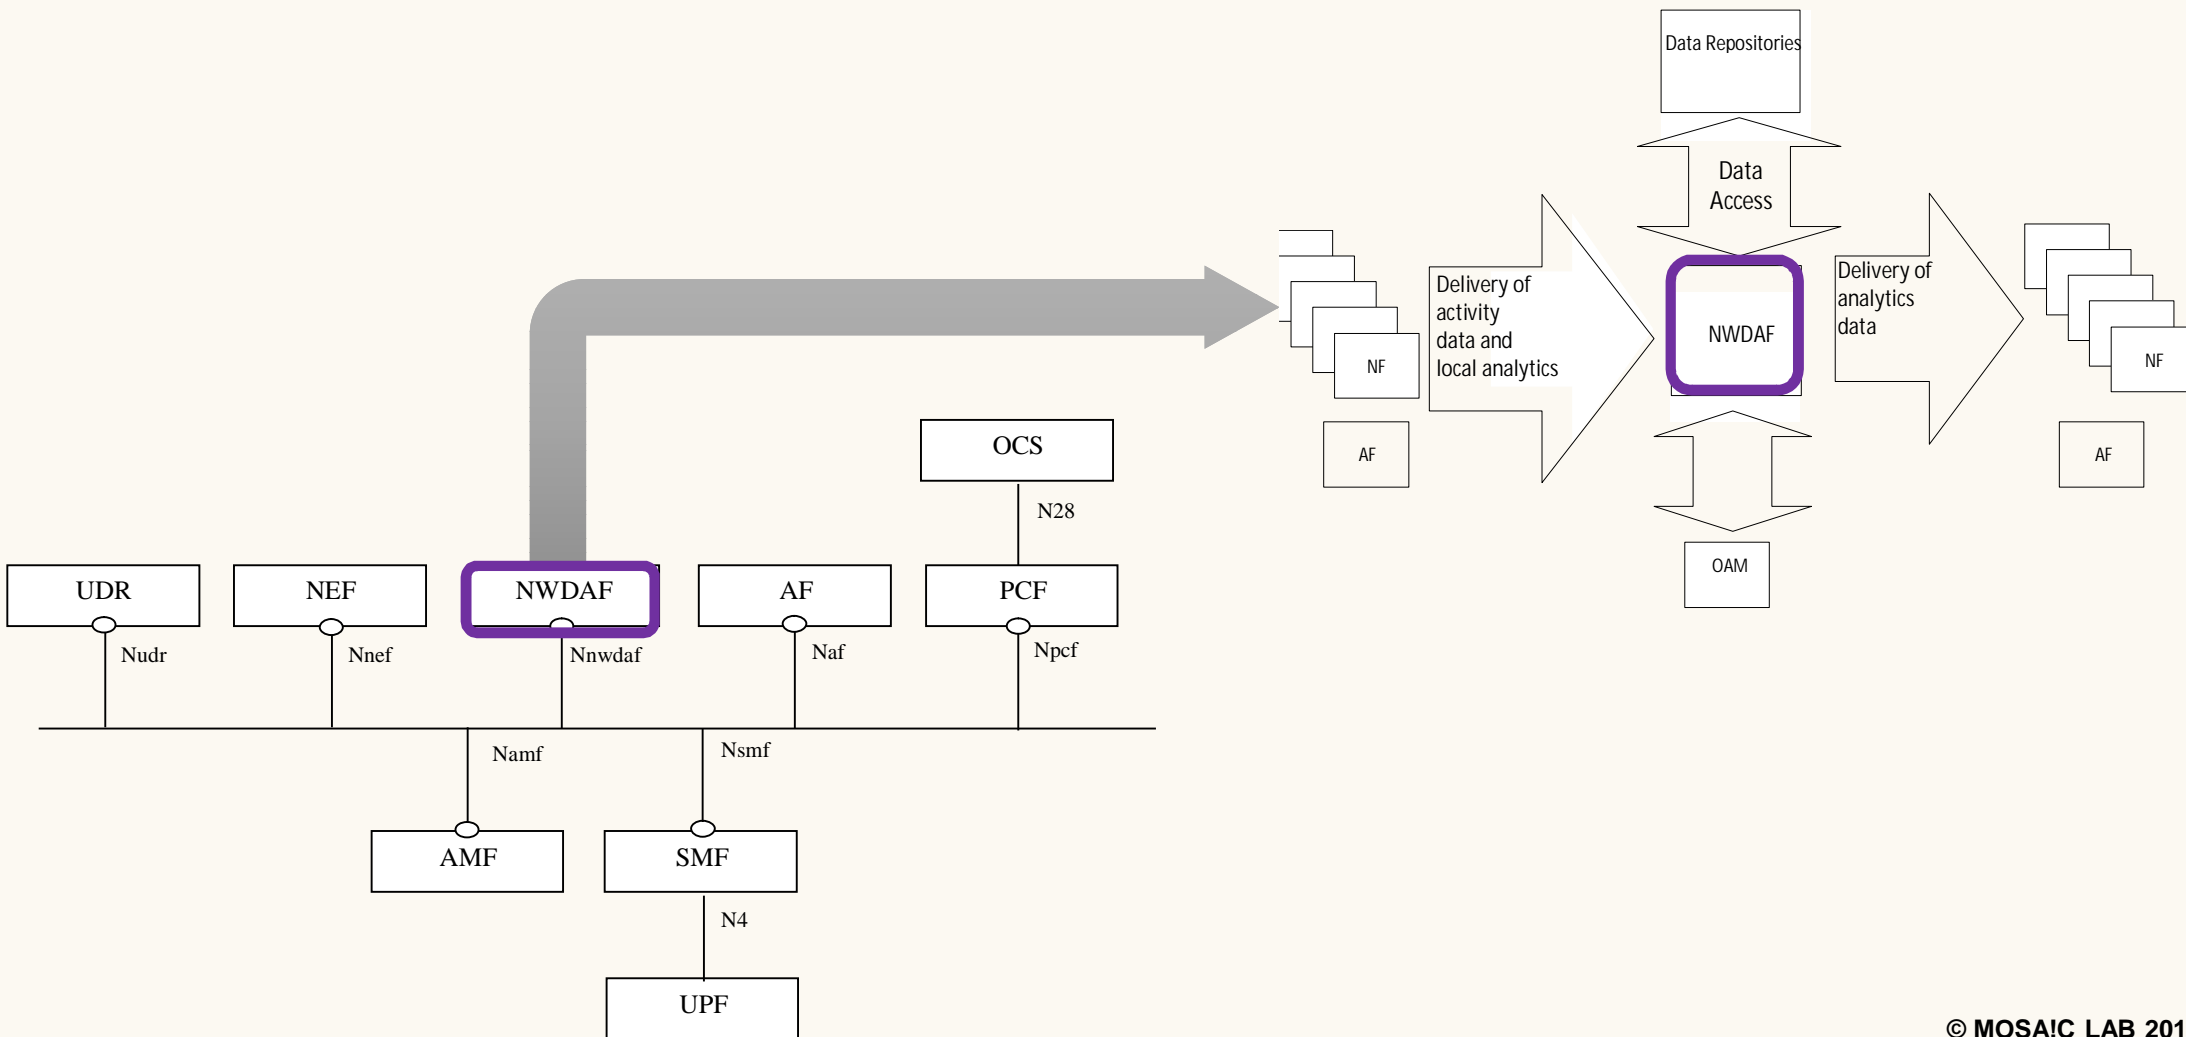 Data Repositories
Data
Access
Delivery of
activity
data and
local analytics
NF
AF
NWDAF
Delivery of
analytics
data
NF
AF
OAM
OCS
N28
UDR
NEF
NWDAF
AF
PCF
Nudr
Nnef
Nnwdaf
Naf
Npcf
Namf
Nsmf
AMF
SMF
N4
UPF
© MOSA!C LAB 201